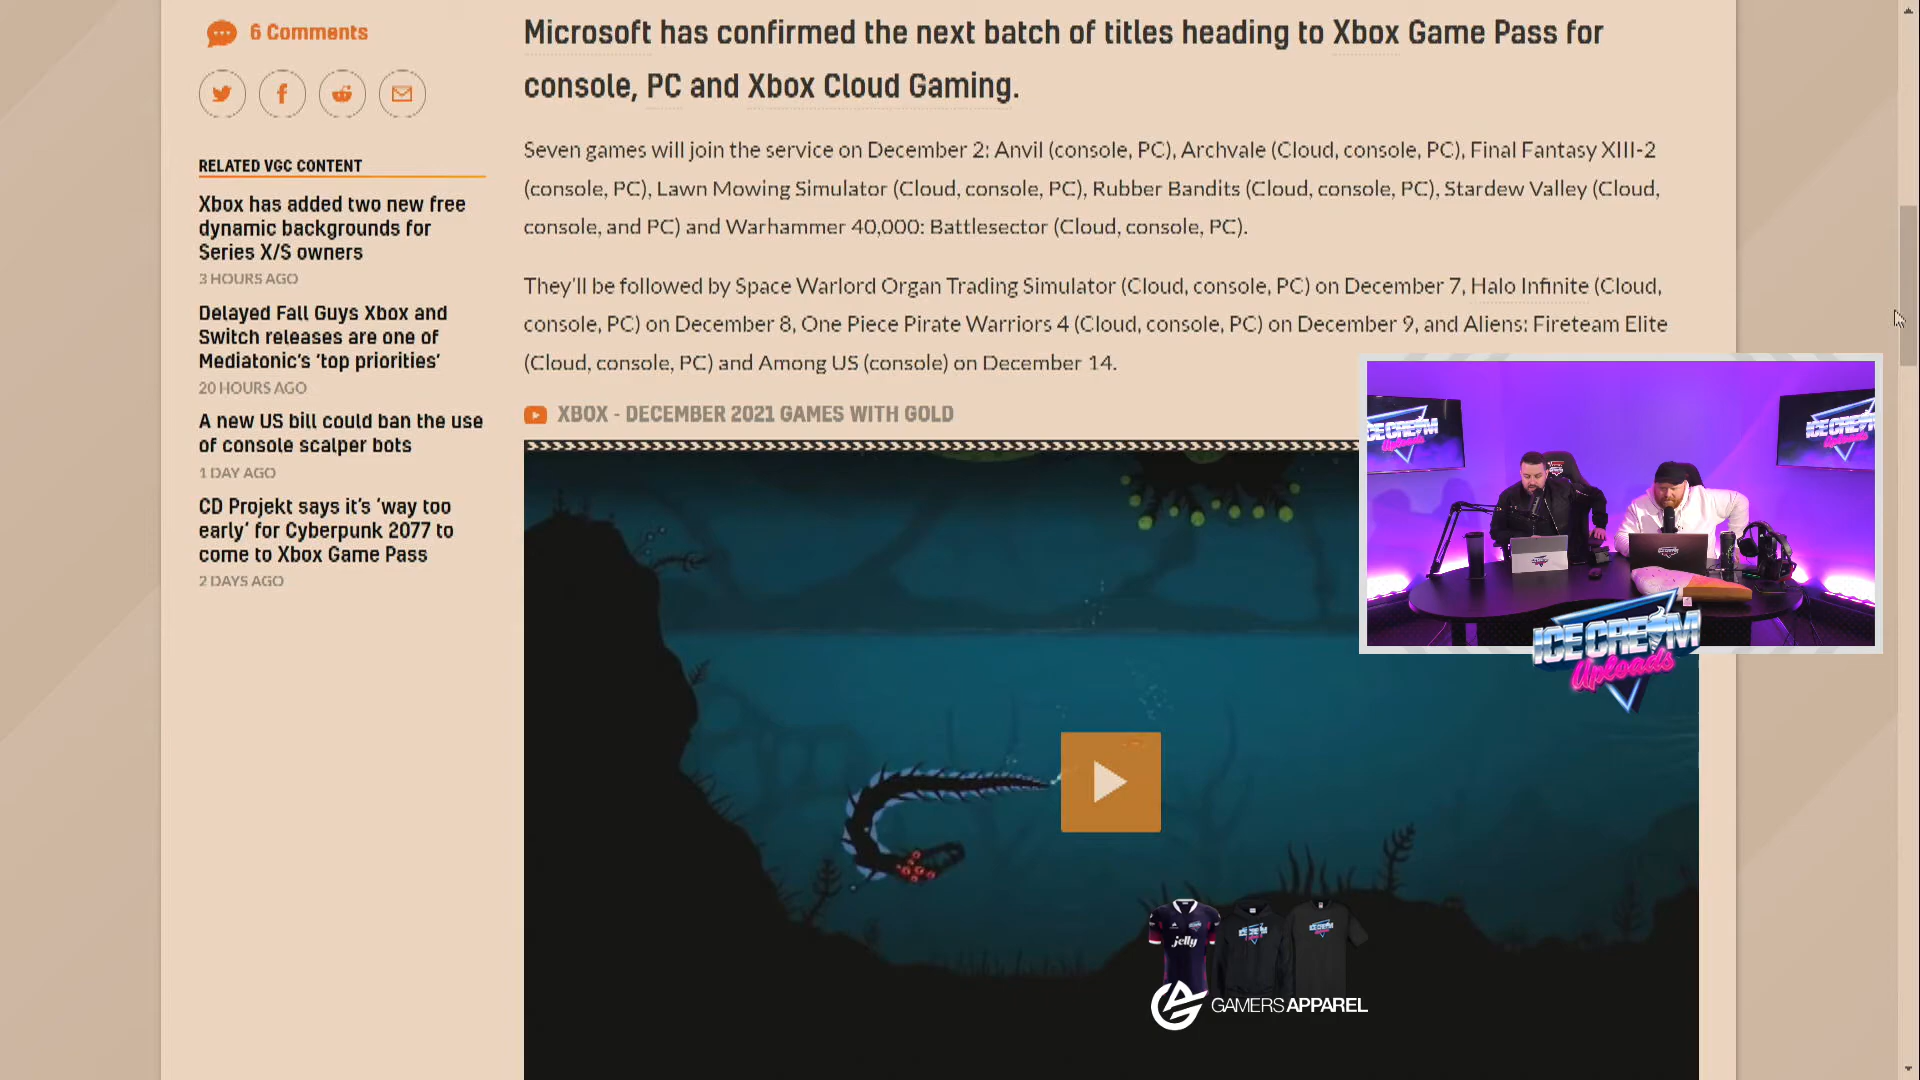 6 Comments
RELATED VGC CONTENT
Xbox has added two new free
dynamic backgrounds for
Series X/S owners
3 HOURS AGO
Delayed Fall Guys Xbox and
Switch releases are one of
Mediatonic's 'top priorities'
20 HOURS AGO
A new US bill could ban the use
of console scalper bots
1 DAY AGO
CD Projekt says it's 'way too
early' for Cyberpunk 2077 to
come to Xbox Game Pass
2 DAYS AGO
Microsoft has confirmed the next batch of titles heading to Xbox Game Pass for
console, PC and Xbox Cloud Gaming.
Seven games will join the service on December 2: Anvil (console, PC), Archvale (Cloud, console, PC), Final Fantasy XIII-2
(console, PC), Lawn Mowing Simulator (Cloud, console, PC), Rubber Bandits (Cloud, console, PC), Stardew Valley (Cloud,
console, and PC) and Warhammer 40,000: Battlesector (Cloud, console, PC).
They'll be followed by Space Warlord Organ Trading Simulator (Cloud, console, PC) on December 7, Halo Infinite (Cloud,
console, PC) on December 8, One Piece Pirate Warriors 4 (Cloud, console, PC) on December 9, and Aliens: Fireteam Elite
(Cloud, console, PC) and Among US (console) on December 14.
XBOX - DECEMBER 2021 GAMES WITH GOLD
ICE CREAM
Uploads
ICE CREAM
Uploads
ICE CREAM
Uploads
jelly
GAMERS APPAREL